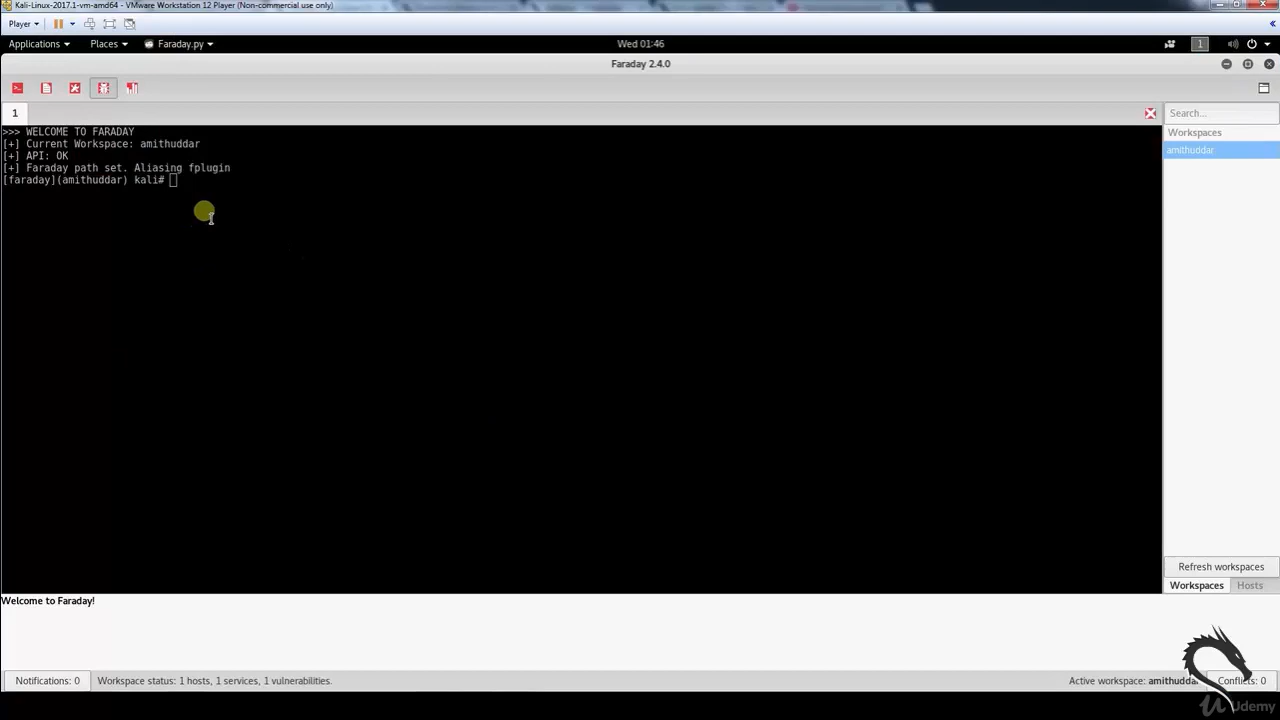 Kali-Linux-2017.1-vm-amd64 - VMware Workstation 12 Player (Non-commercial use only)
Player
Applications Places Faraday.py Wed 01:46 1
Faraday 2.4.0
1 Search...
>>> WELCOME TO FARADAY Workspaces
[+] Current Workspace: amithuddar amithuddar
[+] API: OK
[+] Faraday path set. Aliasing fplugin
[faraday](amithuddar) kali#
Refresh workspaces
Workspaces Hosts
Welcome to Faraday!
Notifications: 0 Workspace status: 1 hosts, 1 services, 1 vulnerabilities. Active workspace: amithuddar Conflicts: 0
Udemy